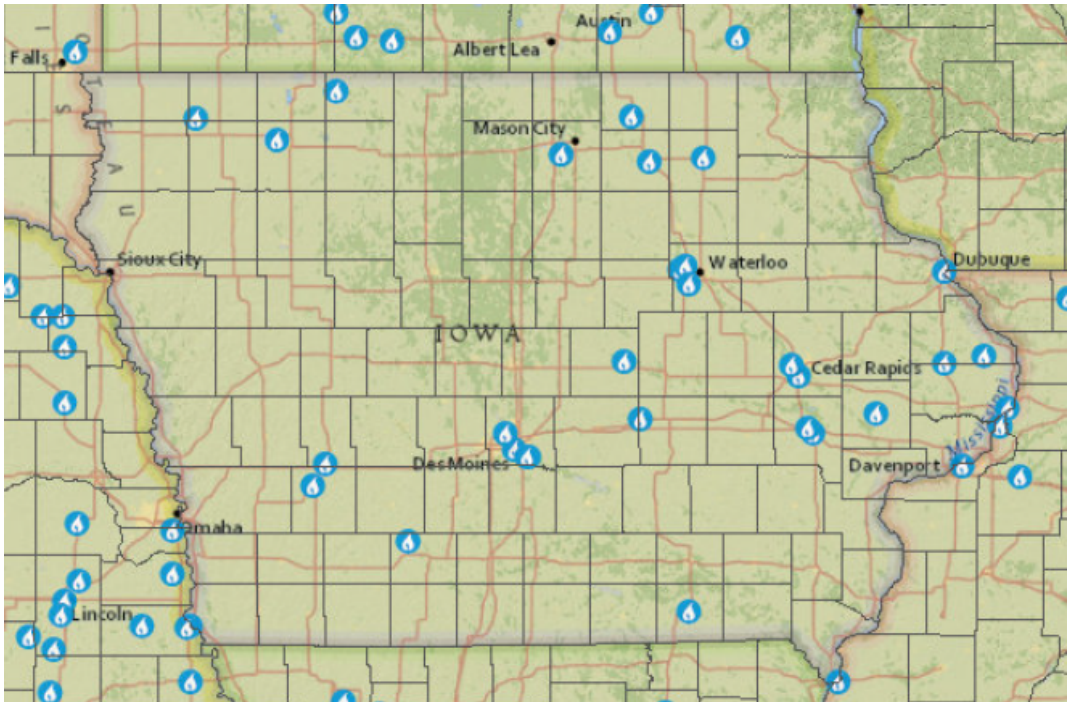 Austin
Albert Lea
Falls
Mason City
Sioux City
Waterloo
Dubuque
IOWA
Cedar Rapids
Mississippi
Des Moines
Davenport
Omaha
Lincoln